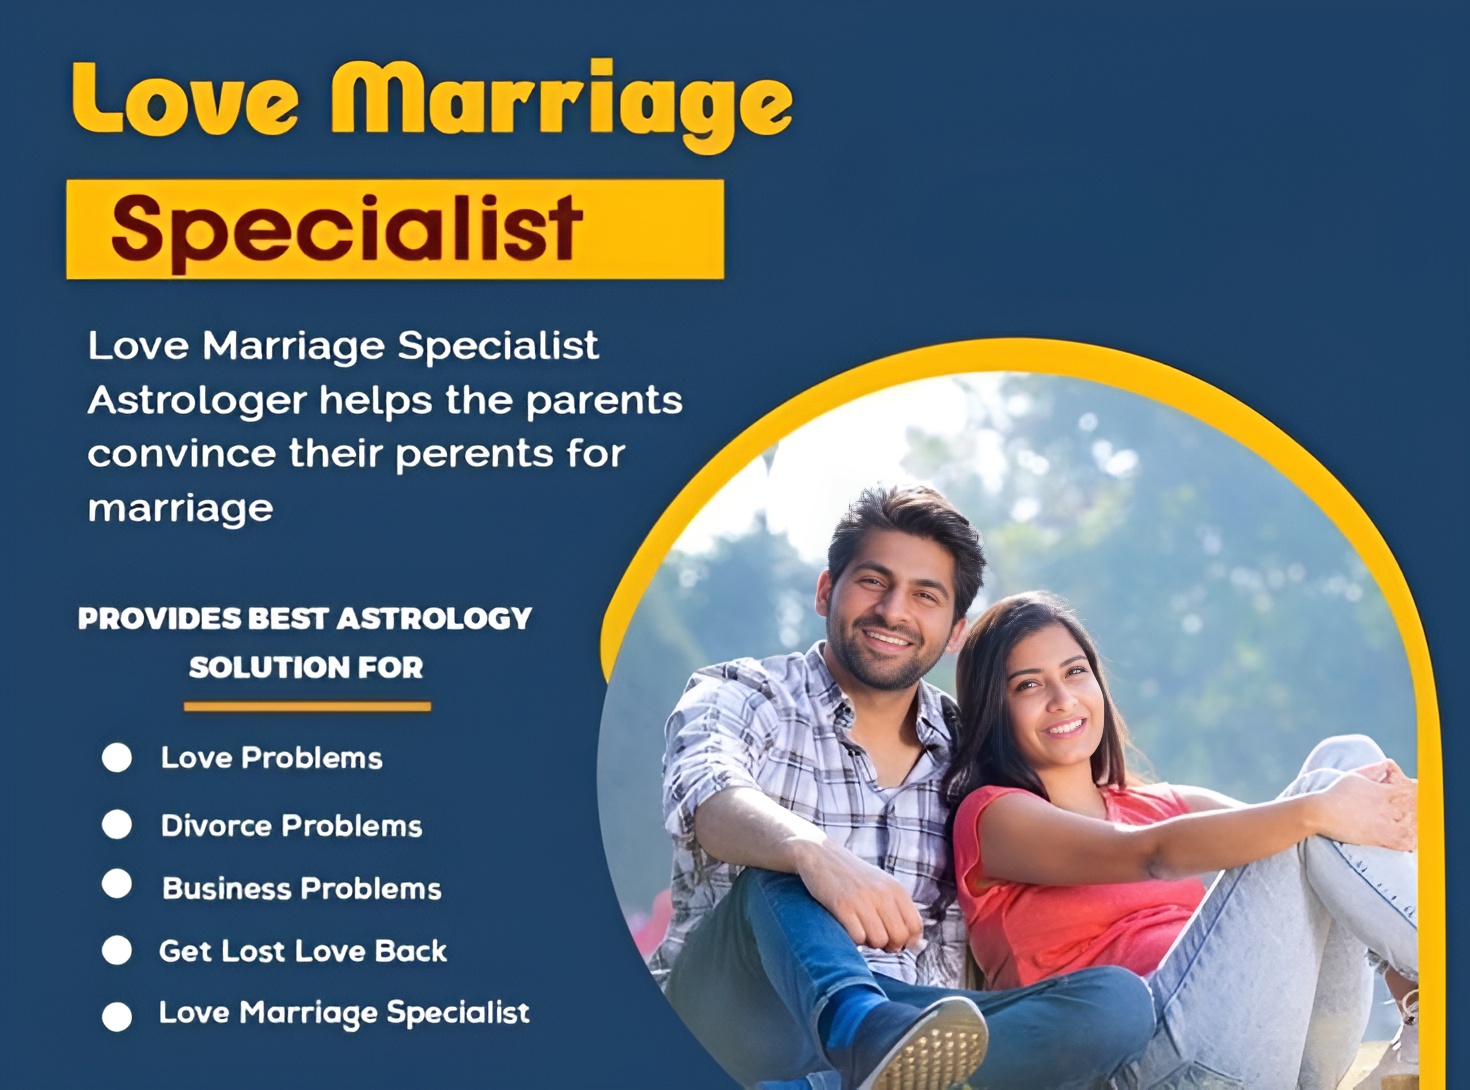 Love Marriage
Specialist
Love Marriage Specialist
Astrologer helps the parents
convince their perents for
marriage
PROVIDES BEST ASTROLOGY
SOLUTION FOR
Love Problems
Divorce Problems
Business Problems
Get Lost Love Back
Love Marriage Specialist